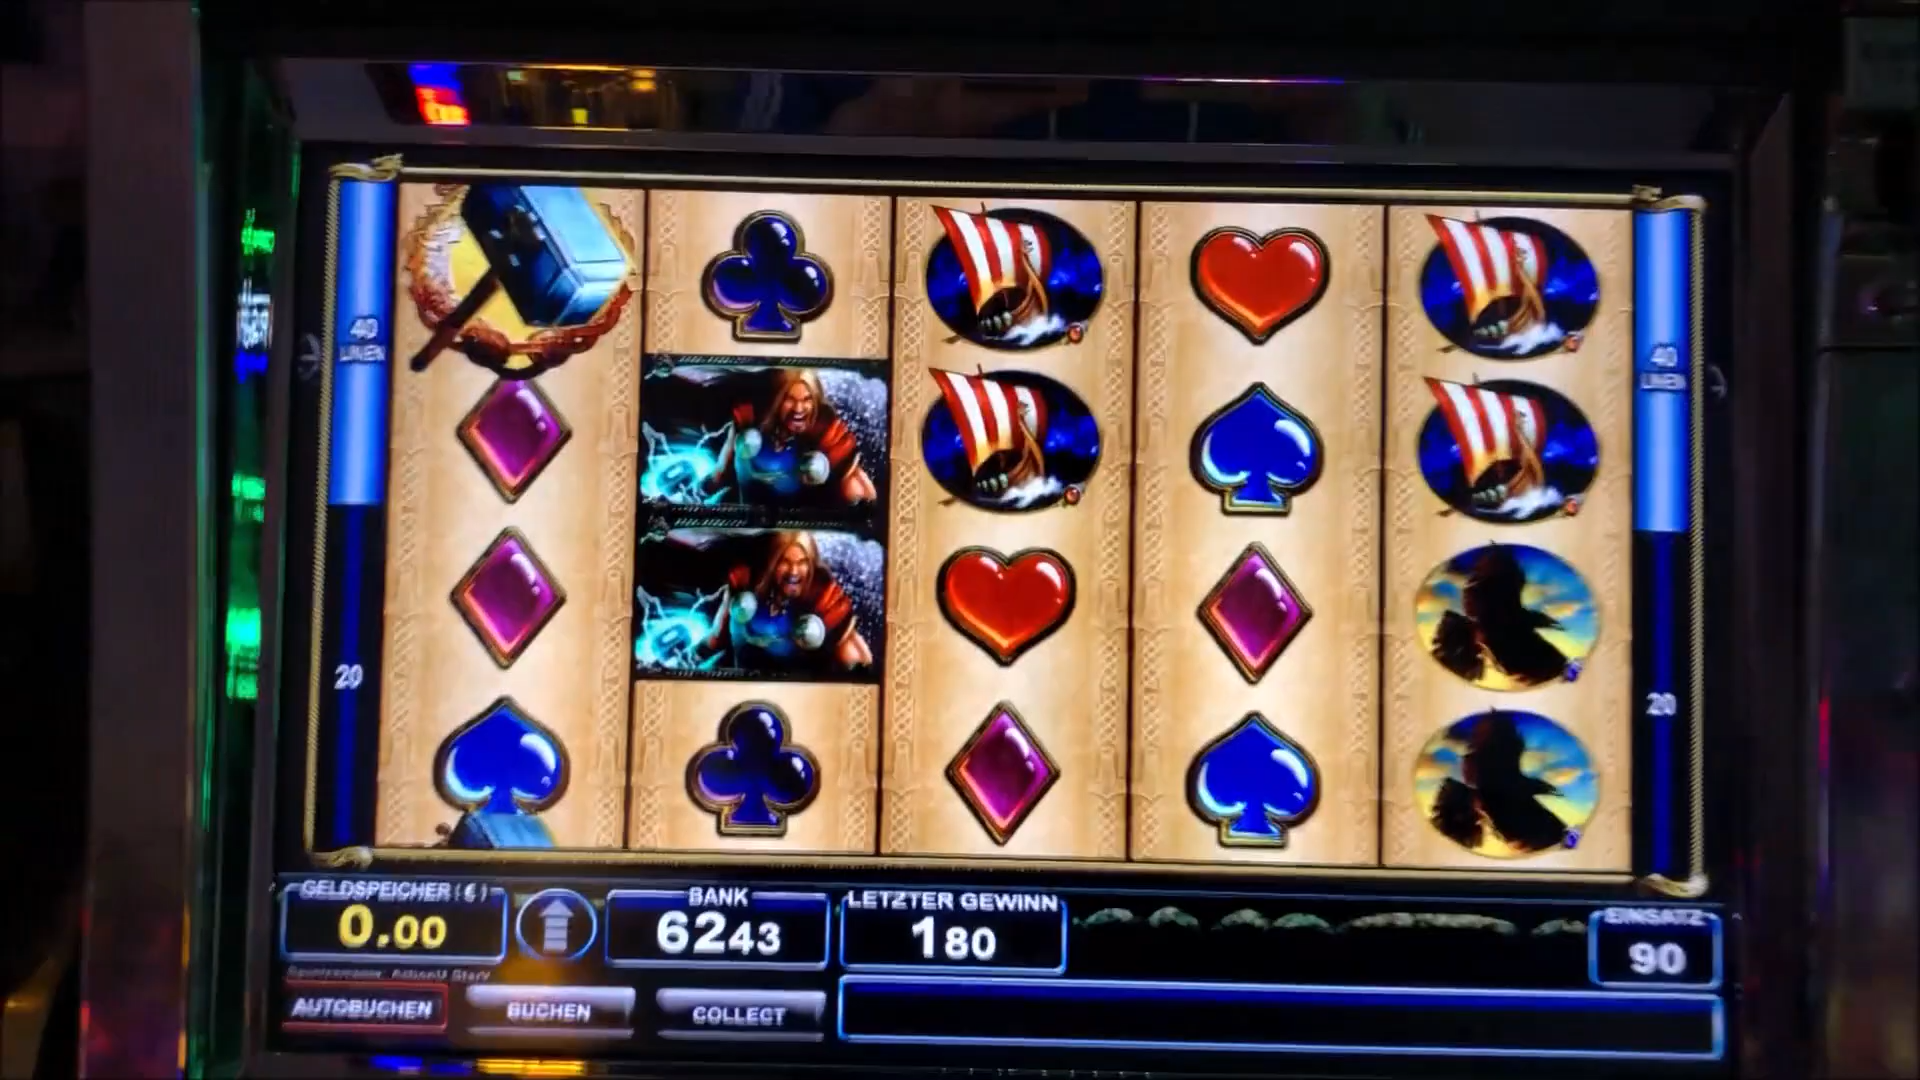 40
LINIEN
40
LINIEN
20
20
GELDSPEICHER (€)
0.00
BANK
6243
LETZTER GEWINN
180
EINSATZ
90
AUTOBUCHEN
BUCHEN
COLLECT